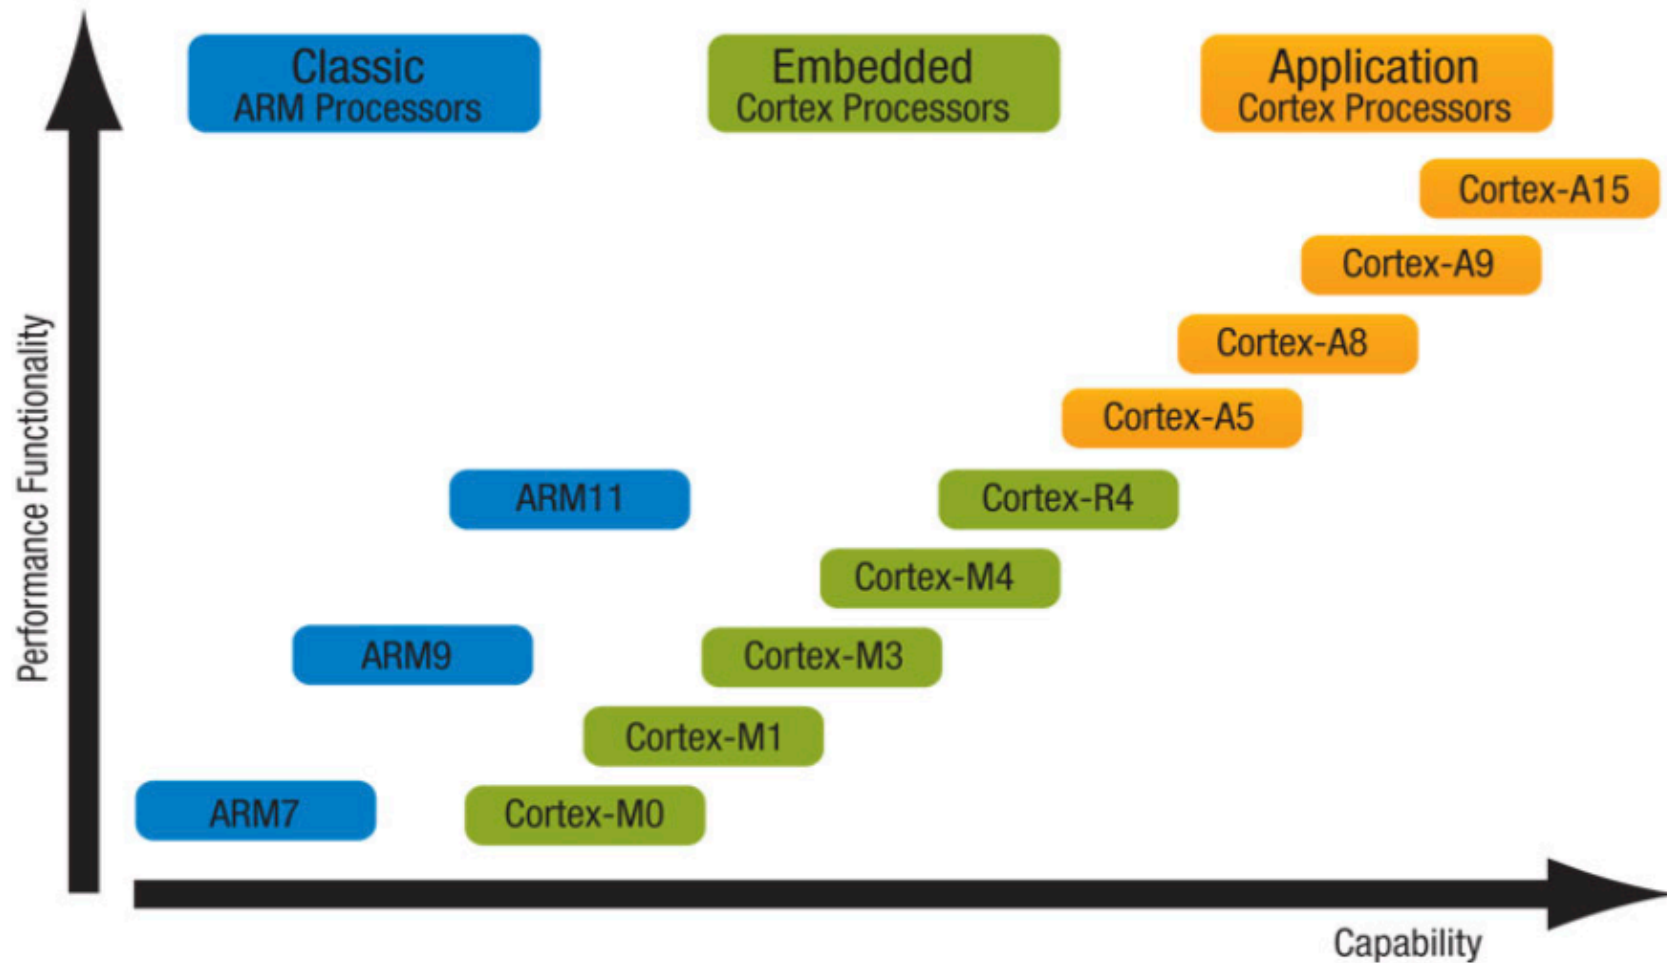 Classic
ARM Processors
Embedded
Cortex Processors
Application
Cortex Processors
Cortex-A15
Cortex-A9
Cortex-A8
Cortex-A5
ARM11
Cortex-R4
Cortex-M4
ARM9
Cortex-M3
Cortex-M1
ARM7
Cortex-M0
Performance Functionality
Capability